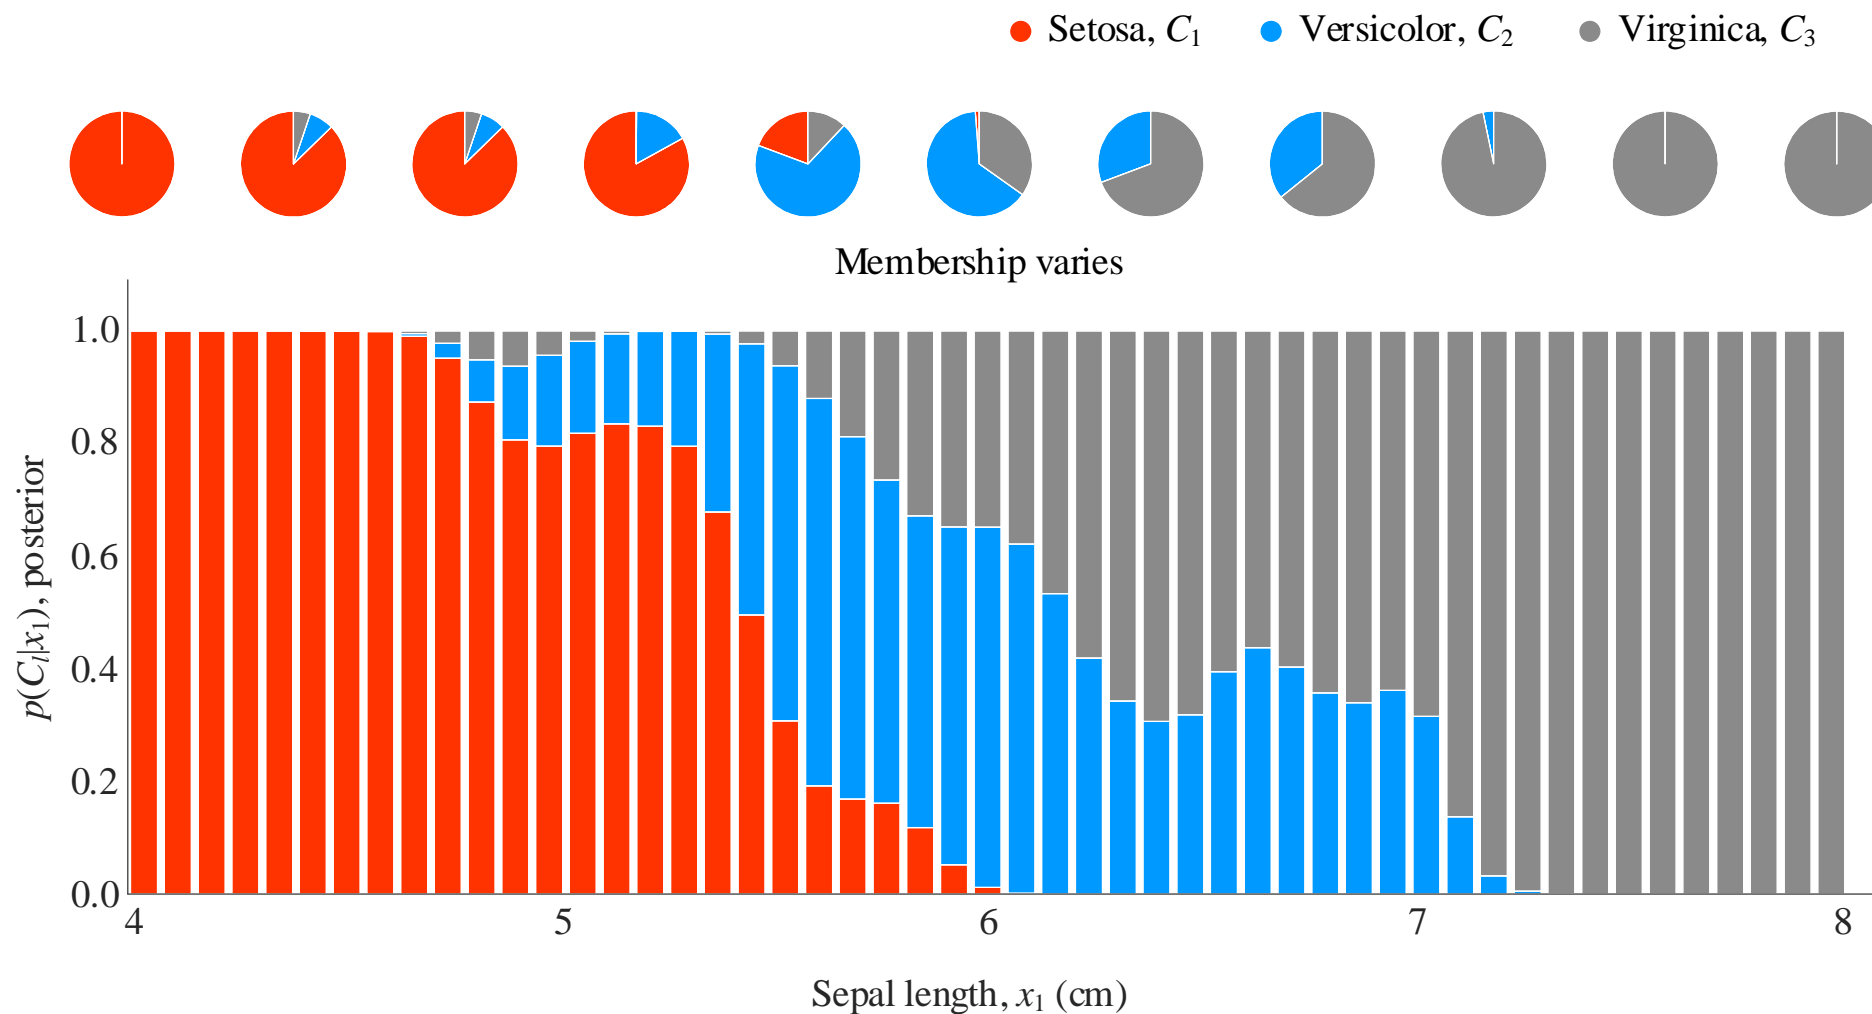 Setosa, C₁ Versicolor, C₂ Virginica, C₃
Membership varies
1.0
0.8
0.6
0.4
0.2
0.0
p(Cₗ|x₁), posterior
4 5 6 7 8
Sepal length, x₁ (cm)